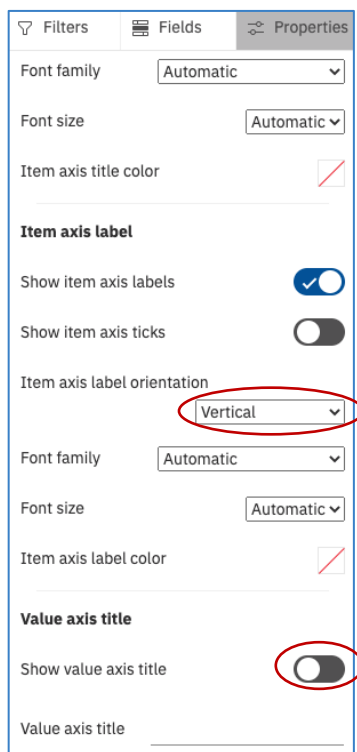 Filters Fields Properties
Font family Automatic
Font size Automatic
Item axis title color
Item axis label
Show item axis labels
Show item axis ticks
Item axis label orientation
Vertical
Font family Automatic
Font size Automatic
Item axis label color
Value axis title
Show value axis title
Value axis title